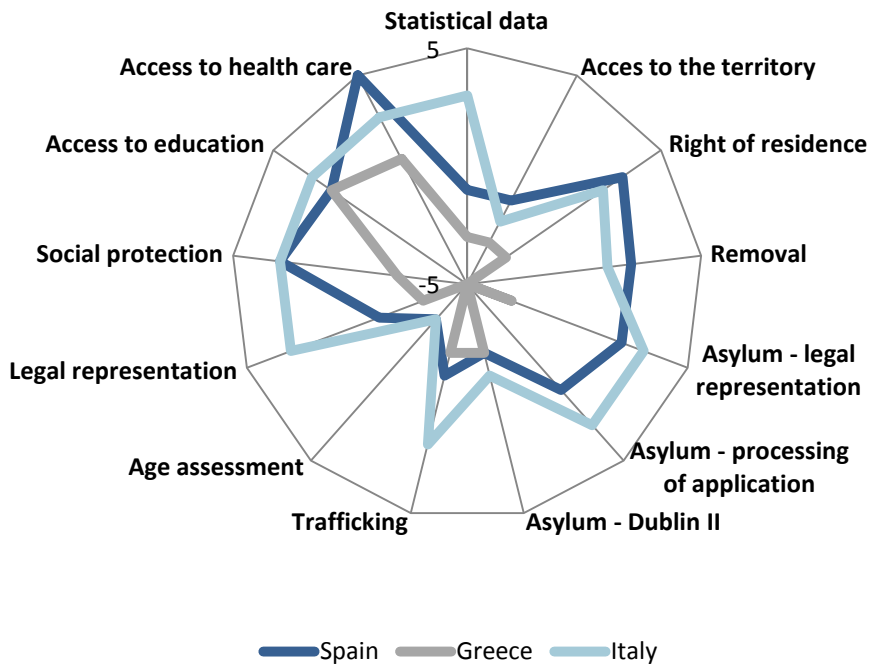 Statistical data
5
Access to health care
Acces to the territory
Access to education
Right of residence
Social protection
Removal
-5
Legal representation
Asylum - legal
representation
Age assessment
Asylum - processing
of application
Trafficking
Asylum - Dublin II
Spain
Greece
Italy